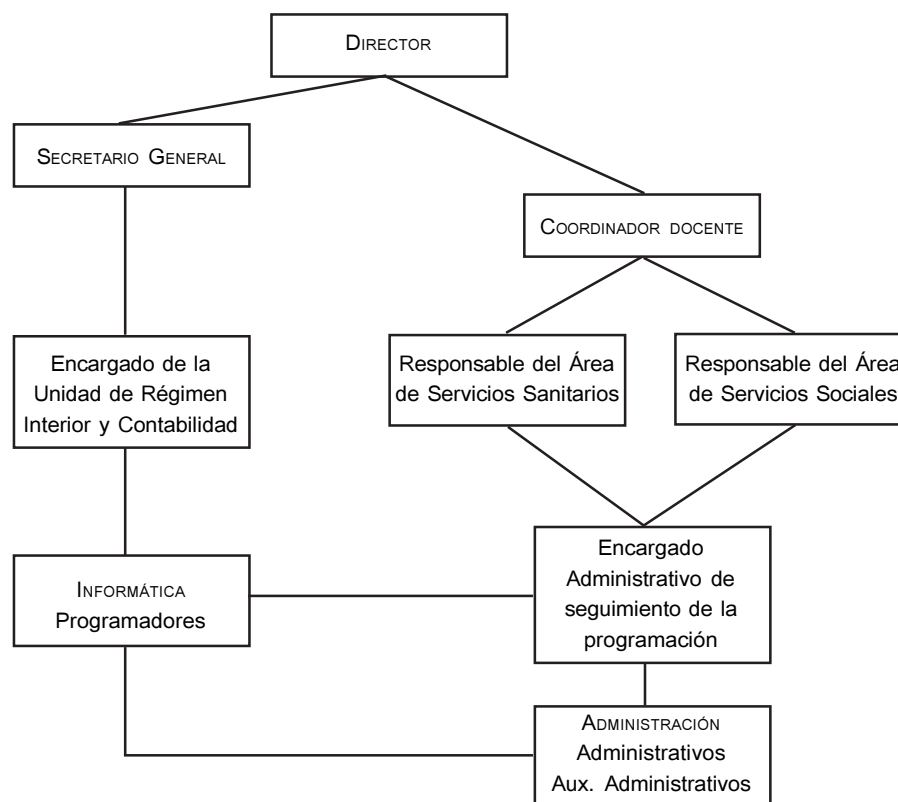 DIRECTOR
SECRETARIO GENERAL
COORDINADOR DOCENTE
Encargado de la
Unidad de Régimen
Interior y Contabilidad
Responsable del Área
de Servicios Sanitarios
Responsable del Área
de Servicios Sociales
INFORMÁTICA
Programadores
Encargado
Administrativo de
seguimiento de la
programación
ADMINISTRACIÓN
Administrativos
Aux. Administrativos